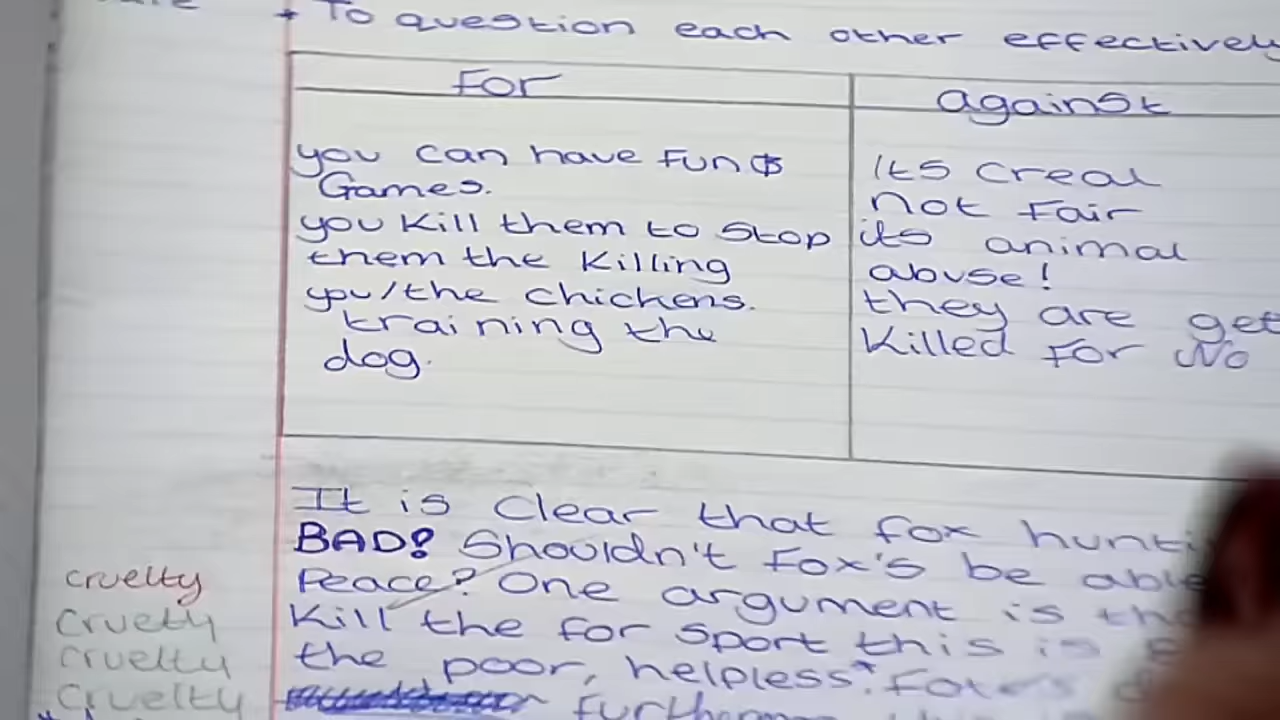 * To question each other effectively
For
against
you can have fun &
Games.
you kill them to stop
them the killing
you/the chickens.
training the
dog.
Its creal
not fair
its animal
abuse!
they are get
killed for No
It is clear that fox hunti
BAD! Shouldn't Fox's be able
Peace? One argument is tha
Kill the for sport this is
the poor, helpless*.
furtherm
cruelty
Cruelty
cruelty
Cruelty